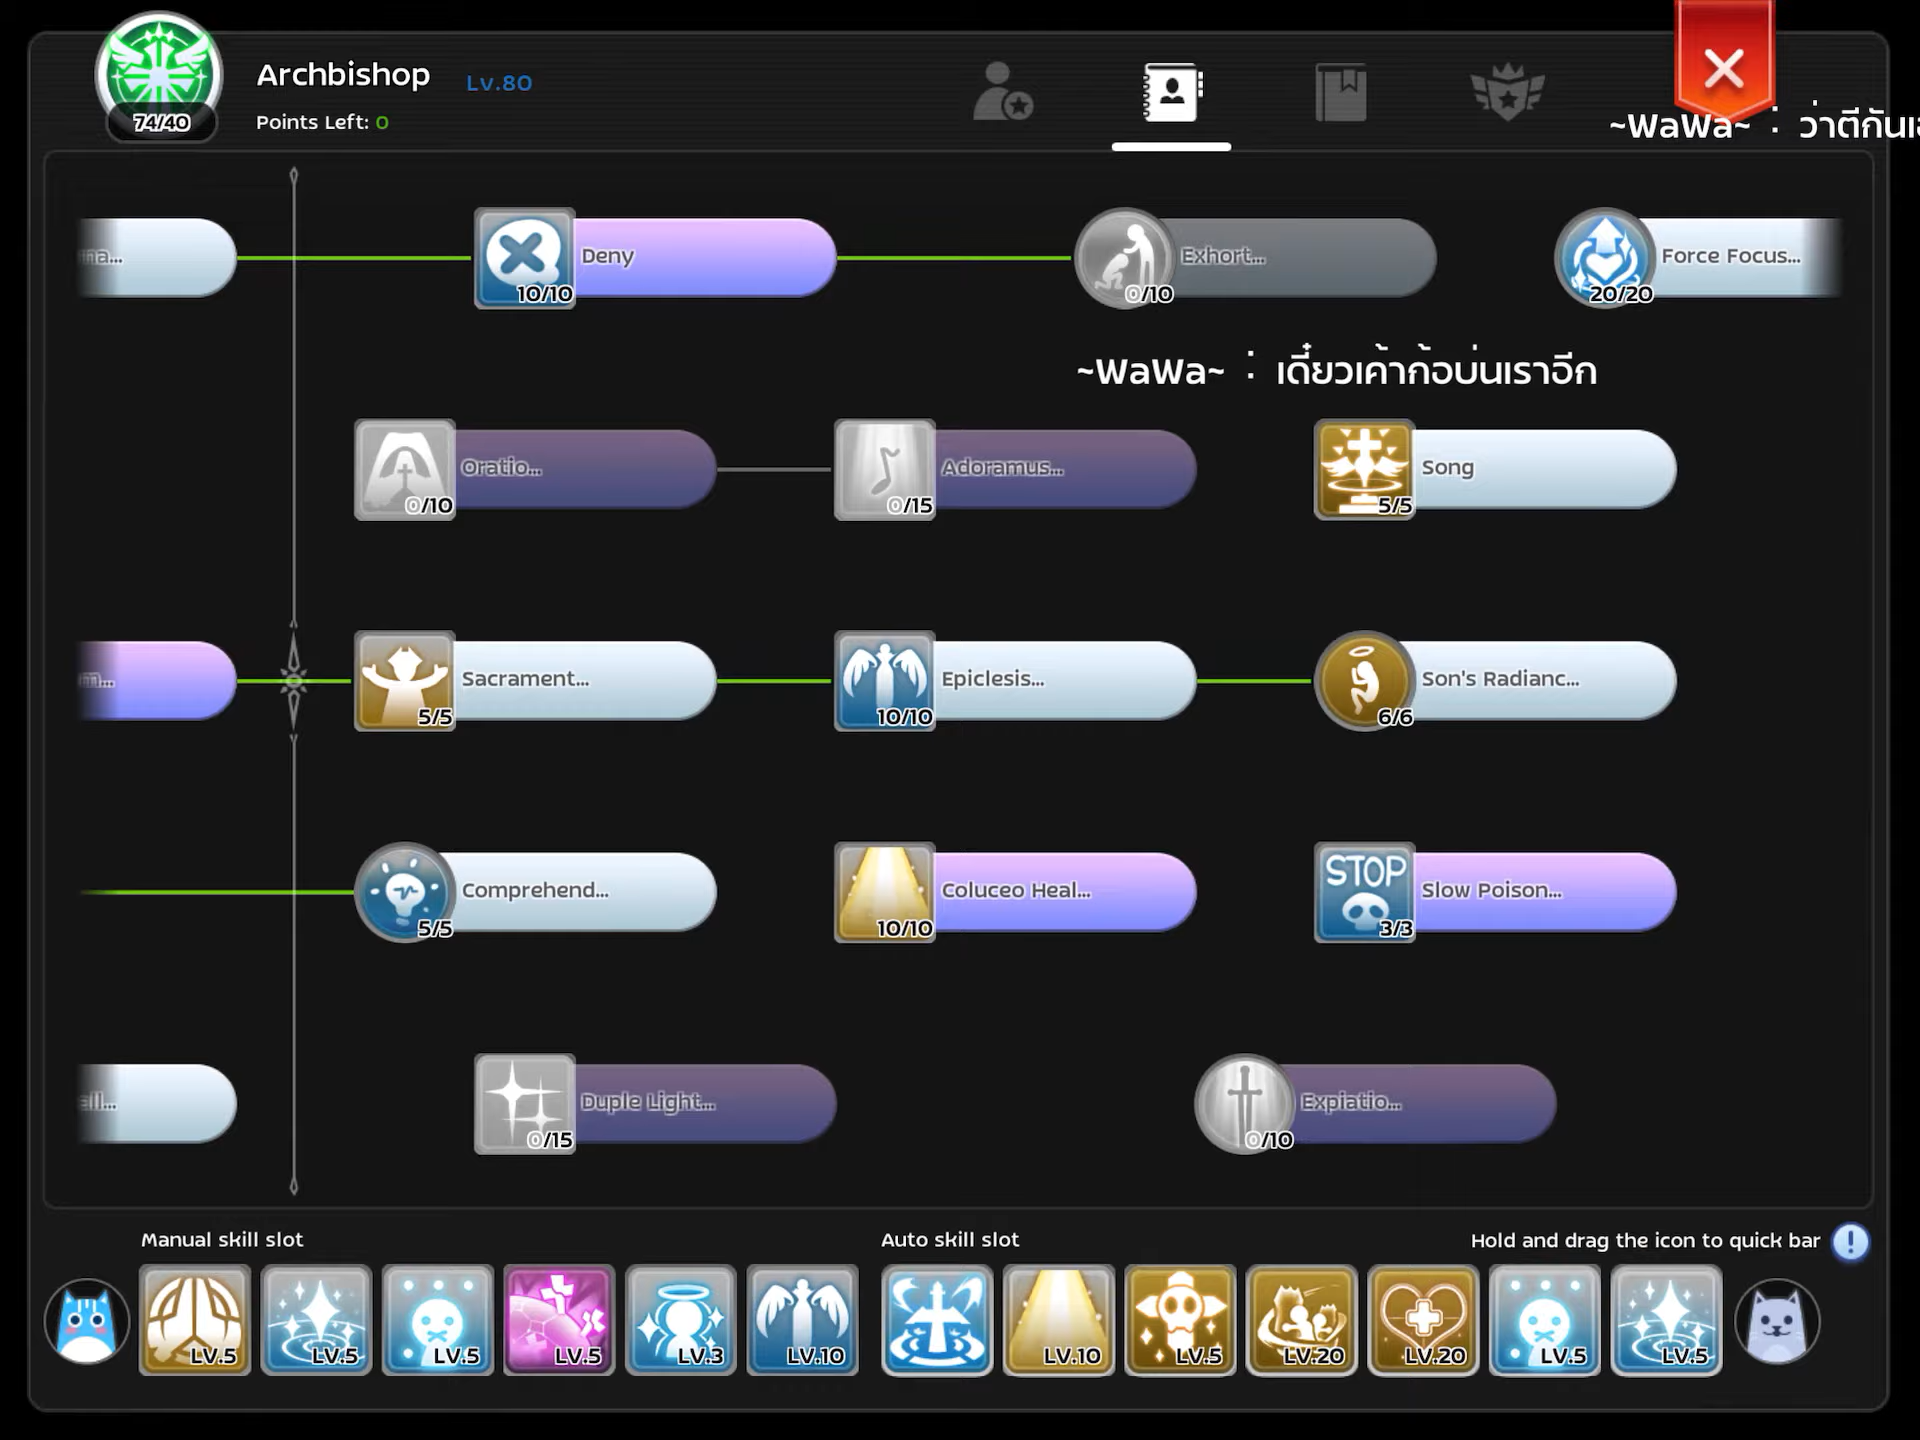 Archbishop Lv.80
74/40
Points Left: 0
~WaWa~ : ว่าตีกันเ
na... Deny Exhort... Force Focus...
10/10 0/10 20/20
~WaWa~ : เดี๋ยวเค้าก้อบ่นเราอีก
Oratio... Adoramus... Song
0/10 0/15 5/5
m... Sacrament... Epiclesis... Son's Radianc...
5/5 10/10 6/6
Comprehend... Coluceo Heal... STOP Slow Poison...
5/5 10/10 3/3
ell... Duple Light... Expiatio...
0/15 0/10
Manual skill slot Auto skill slot Hold and drag the icon to quick bar
LV.5 LV.5 LV.5 LV.5 LV.3 LV.10 LV.10 LV.5 LV.20 LV.20 LV.5 LV.5